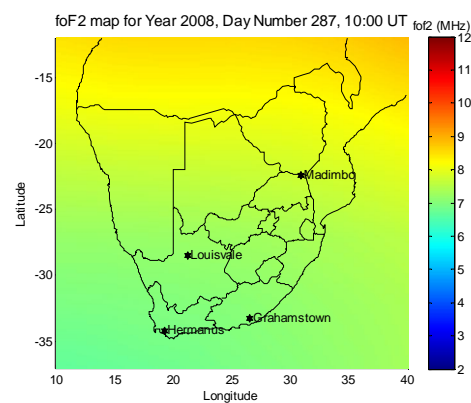 foF2 map for Year 2008, Day Number 287, 10:00 UT
fof2 (MHz)
12
11
10
9
8
7
6
5
4
3
2
-15
-20
-25
-30
-35
Latitude
Madimbo
Louisvale
Grahamstown
Hermanus
10 15 20 25 30 35 40
Longitude